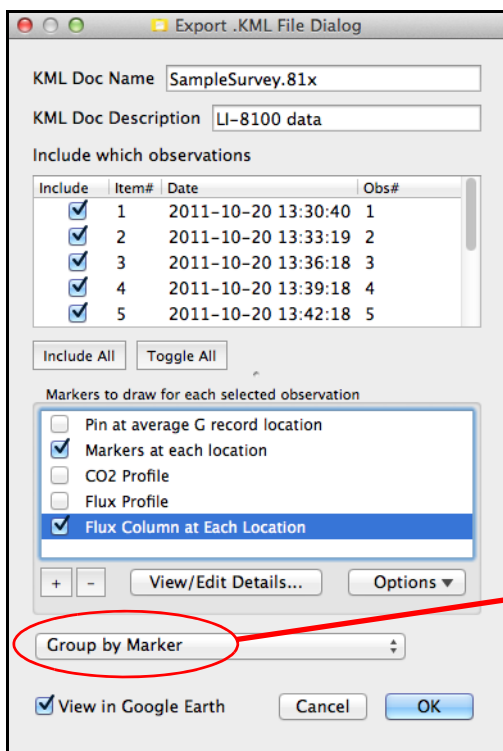 Export .KML File Dialog
KML Doc Name SampleSurvey.81x
KML Doc Description LI-8100 data
Include which observations
Include Item# Date Obs#
1 2011-10-20 13:30:40 1
2 2011-10-20 13:33:19 2
3 2011-10-20 13:36:18 3
4 2011-10-20 13:39:18 4
5 2011-10-20 13:42:18 5
Include All Toggle All
Markers to draw for each selected observation
Pin at average G record location
Markers at each location
CO2 Profile
Flux Profile
Flux Column at Each Location
+ - View/Edit Details... Options
Group by Marker
View in Google Earth Cancel OK